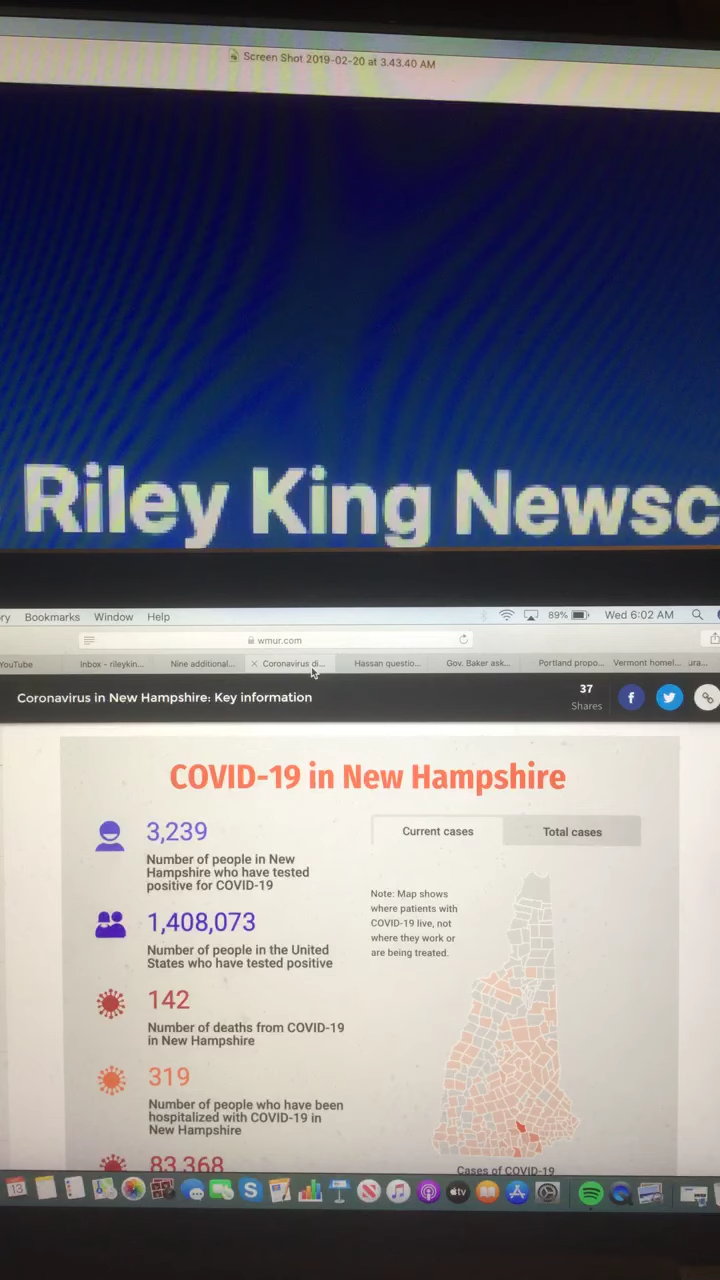 Screen Shot 2019-02-20 at 3.43.40 AM
Riley King Newsc
ry Bookmarks Window Help 89% Wed 6:02 AM
wmur.com
YouTube Inbox - rileykin... Nine additional... Coronavirus di... Hassan questio... Gov. Baker ask... Portland propo... Vermont homel... ura...
Coronavirus in New Hampshire: Key information
37
Shares
COVID-19 in New Hampshire
3,239
Number of people in New
Hampshire who have tested
positive for COVID-19
1,408,073
Number of people in the United
States who have tested positive
142
Number of deaths from COVID-19
in New Hampshire
319
Number of people who have been
hospitalized with COVID-19 in
New Hampshire
83,368
Current cases Total cases
Note: Map shows
where patients with
COVID-19 live, not
where they work or
are being treated.
Cases of COVID-19
13
tv